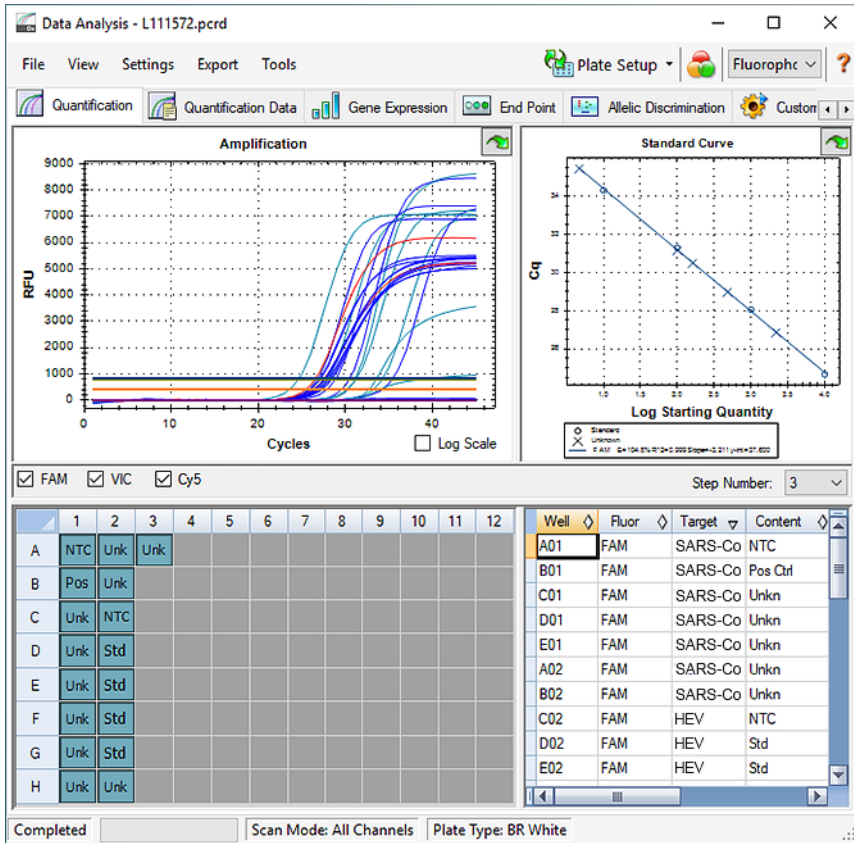 Data Analysis - L111572.pcrd
File View Settings Export Tools Plate Setup Fluorophc ?
Quantification Quantification Data Gene Expression End Point Allelic Discrimination Custom
Amplification
9000
8000
7000
6000
5000
4000
3000
2000
1000
0
RFU
0 10 20 30 40
Cycles
Log Scale
Standard Curve
34
32
30
28
26
Cq
1.0 1.5 2.0 2.5 3.0 3.5 4.0
Log Starting Quantity
Standard
Unknown
FAM
FAM VIC Cy5
Step Number: 3
1 2 3 4 5 6 7 8 9 10 11 12
A NTC Unk Unk
B Pos Unk
C Unk NTC
D Unk Std
E Unk Std
F Unk Std
G Unk Std
H Unk Unk
Well Fluor Target Content
A01 FAM SARS-Co NTC
B01 FAM SARS-Co Pos Ctrl
C01 FAM SARS-Co Unkn
D01 FAM SARS-Co Unkn
E01 FAM SARS-Co Unkn
A02 FAM SARS-Co Unkn
B02 FAM SARS-Co Unkn
C02 FAM HEV NTC
D02 FAM HEV Std
E02 FAM HEV Std
Completed Scan Mode: All Channels Plate Type: BR White